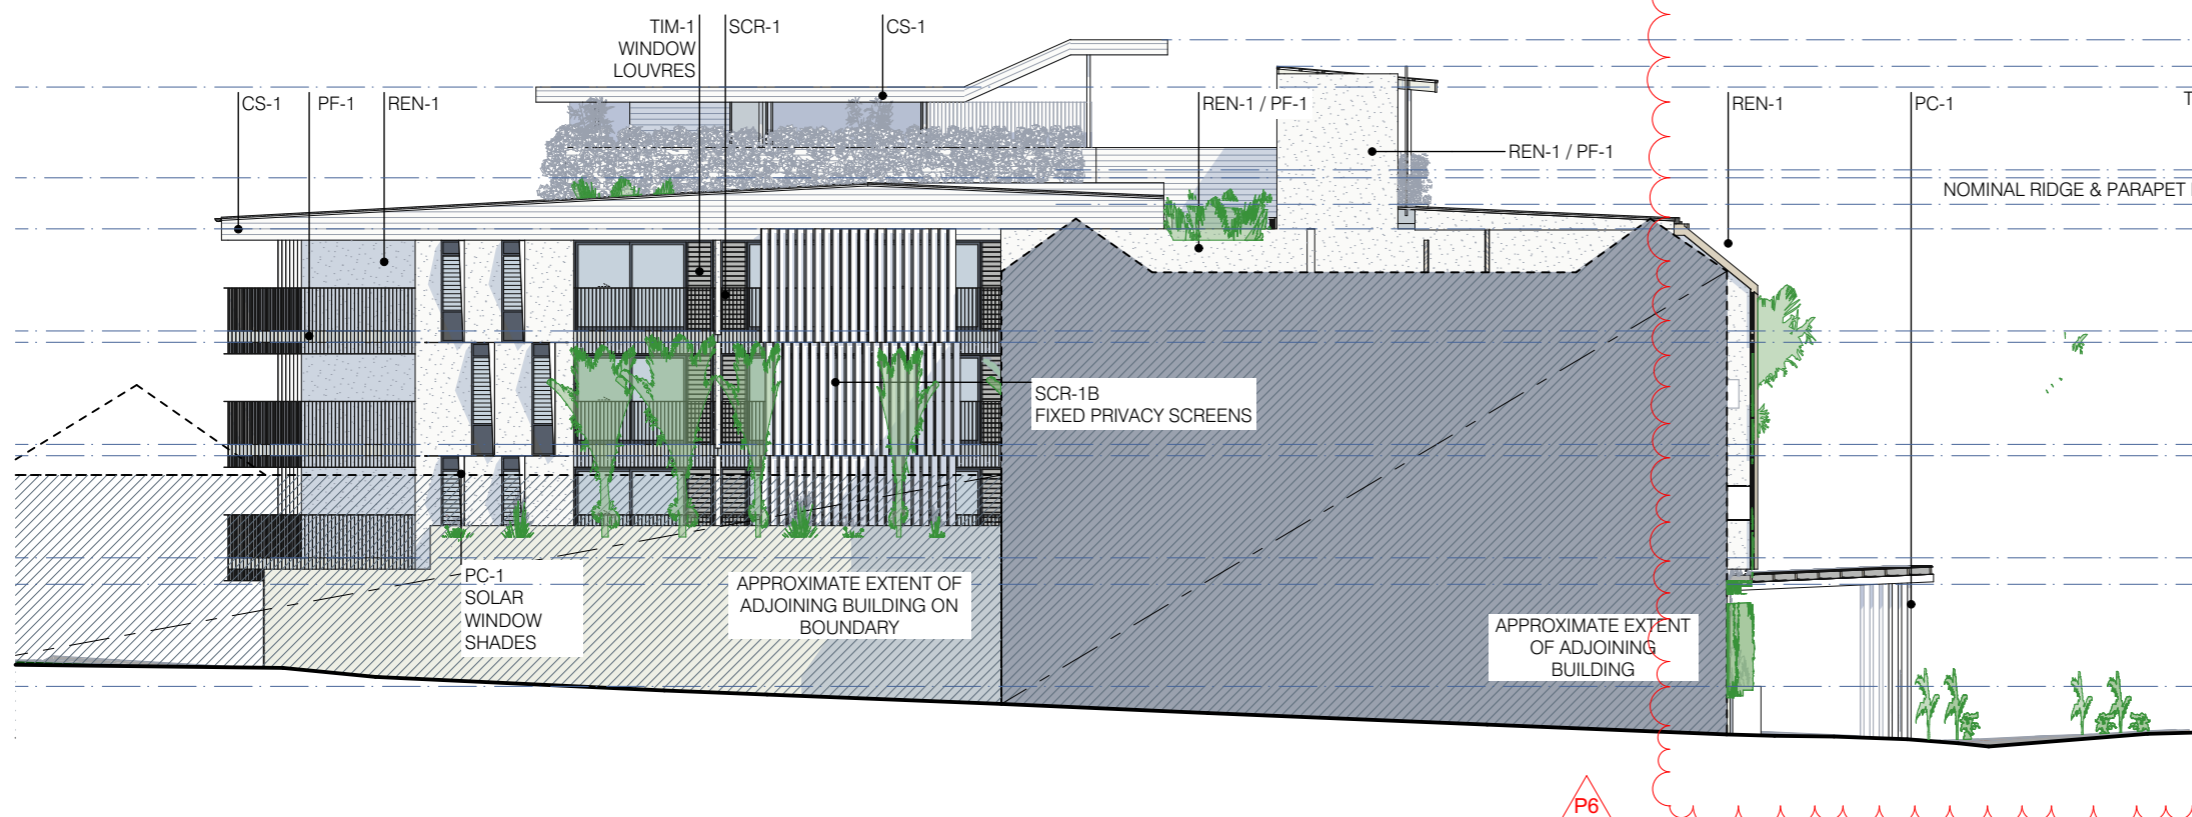 TIM-1
WINDOW
LOUVRES
SCR-1
CS-1
CS-1
PF-1
REN-1
REN-1 / PF-1
REN-1 / PF-1
REN-1
PC-1
NOMINAL RIDGE & PARAPET
SCR-1B
FIXED PRIVACY SCREENS
PC-1
SOLAR
WINDOW
SHADES
APPROXIMATE EXTENT OF
ADJOINING BUILDING ON
BOUNDARY
APPROXIMATE EXTENT
OF ADJOINING
BUILDING
P6